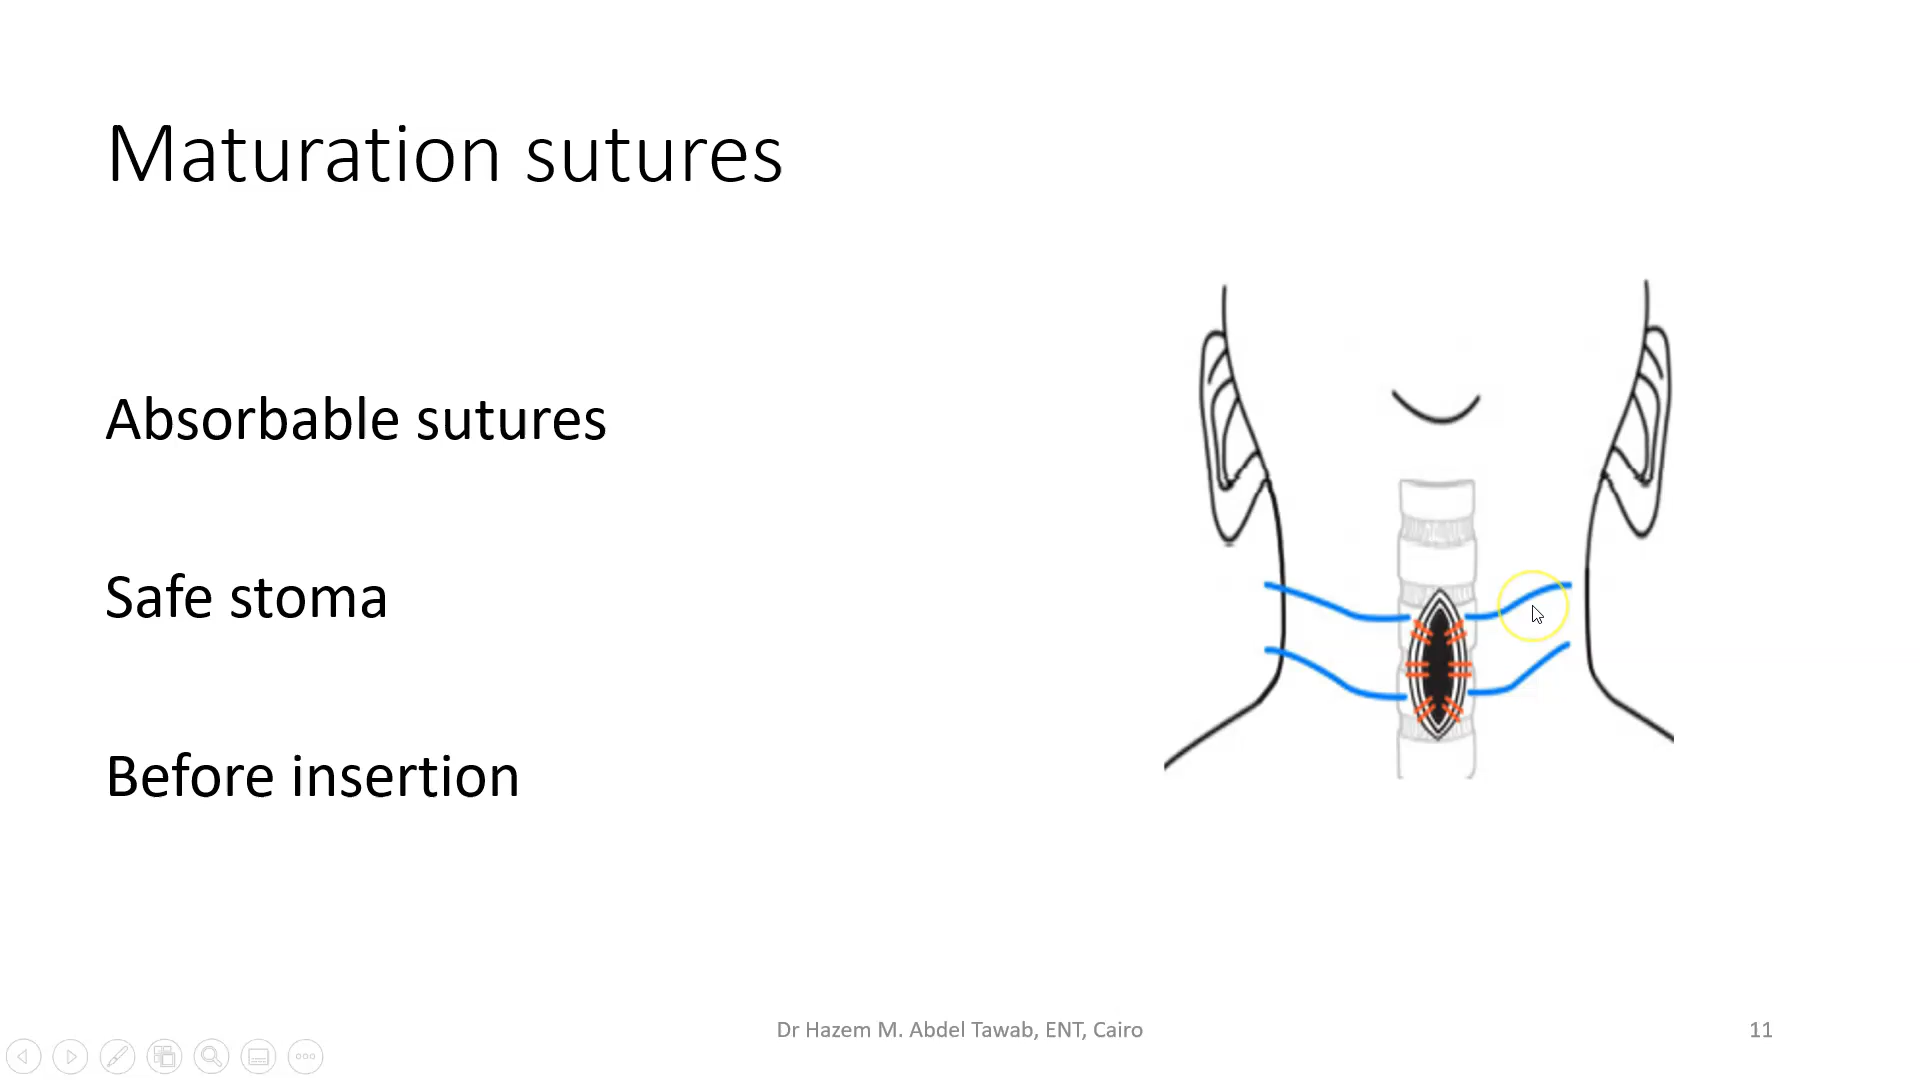 Maturation sutures
Absorbable sutures
Safe stoma
Before insertion
Dr Hazem M. Abdel Tawab, ENT, Cairo
11